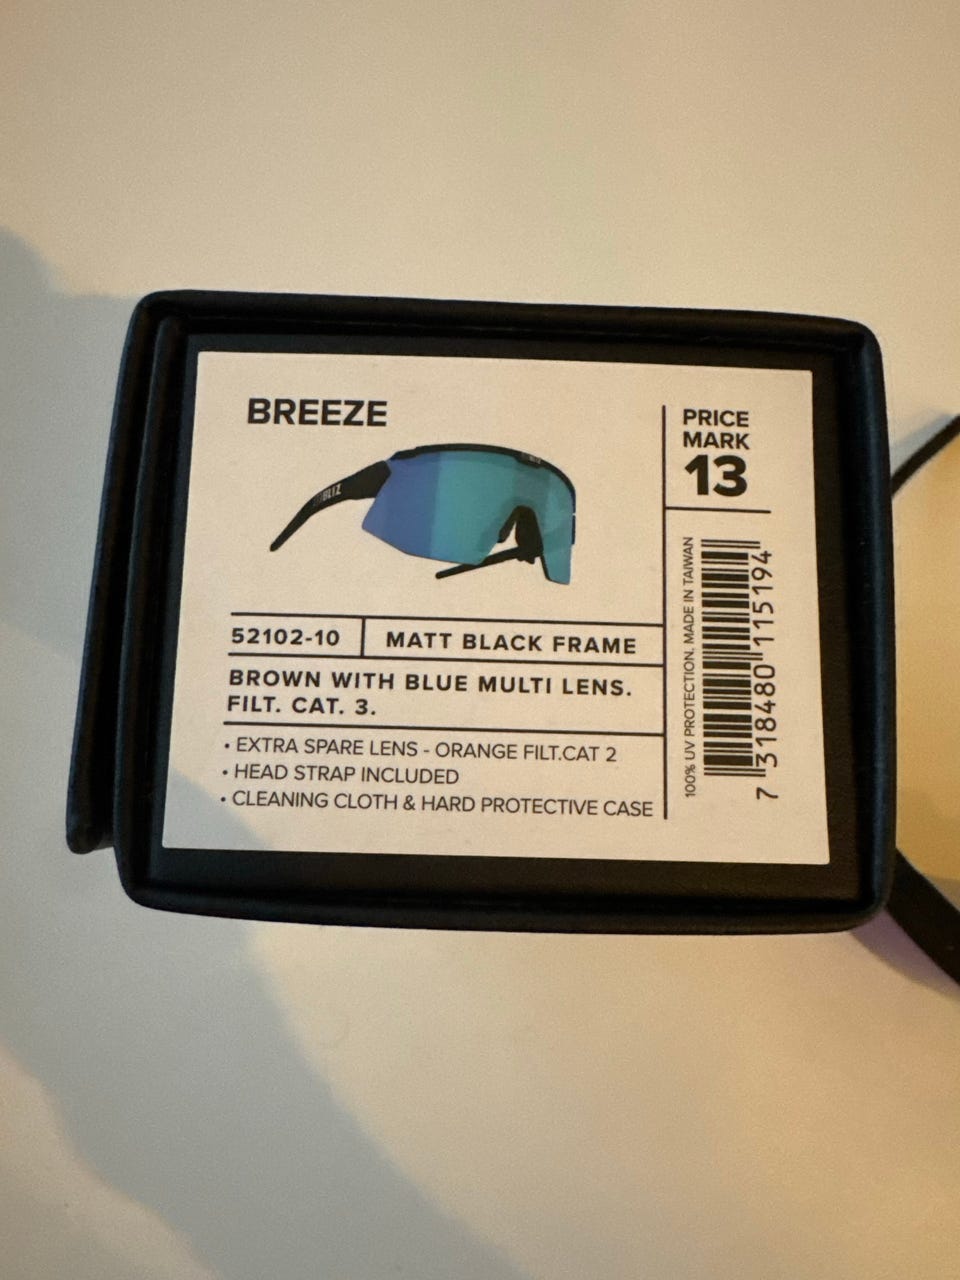 BREEZE
BLIZ
52102-10
MATT BLACK FRAME
BROWN WITH BLUE MULTI LENS.
FILT. CAT. 3.
• EXTRA SPARE LENS - ORANGE FILT.CAT 2
• HEAD STRAP INCLUDED
• CLEANING CLOTH & HARD PROTECTIVE CASE
PRICE
MARK
13
100% UV PROTECTION. MADE IN TAIWAN
7 318480 115194